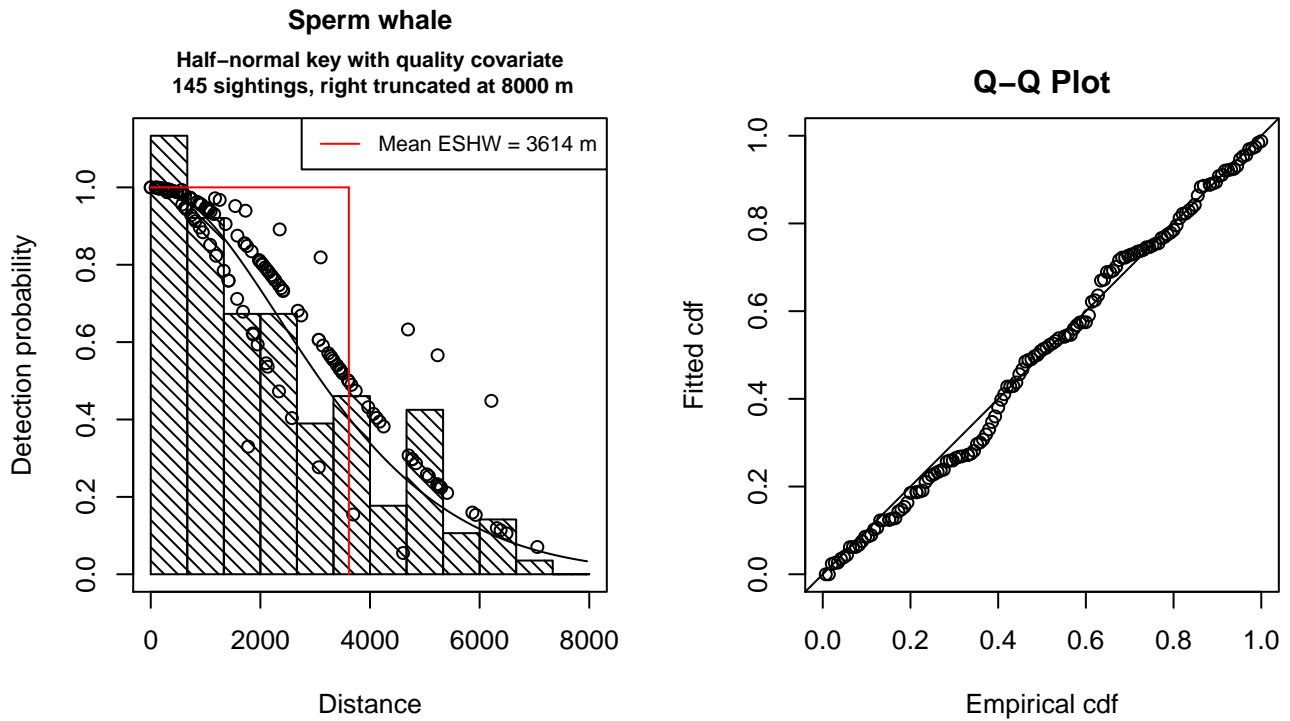 Sperm whale
Half−normal key with quality covariate
145 sightings, right truncated at 8000 m
Mean ESHW = 3614 m
Detection probability
1.0
0.8
0.6
0.4
0.2
0.0
0 2000 4000 6000 8000
Distance
Q−Q Plot
Fitted cdf
1.0
0.8
0.6
0.4
0.2
0.0
0.0 0.2 0.4 0.6 0.8 1.0
Empirical cdf